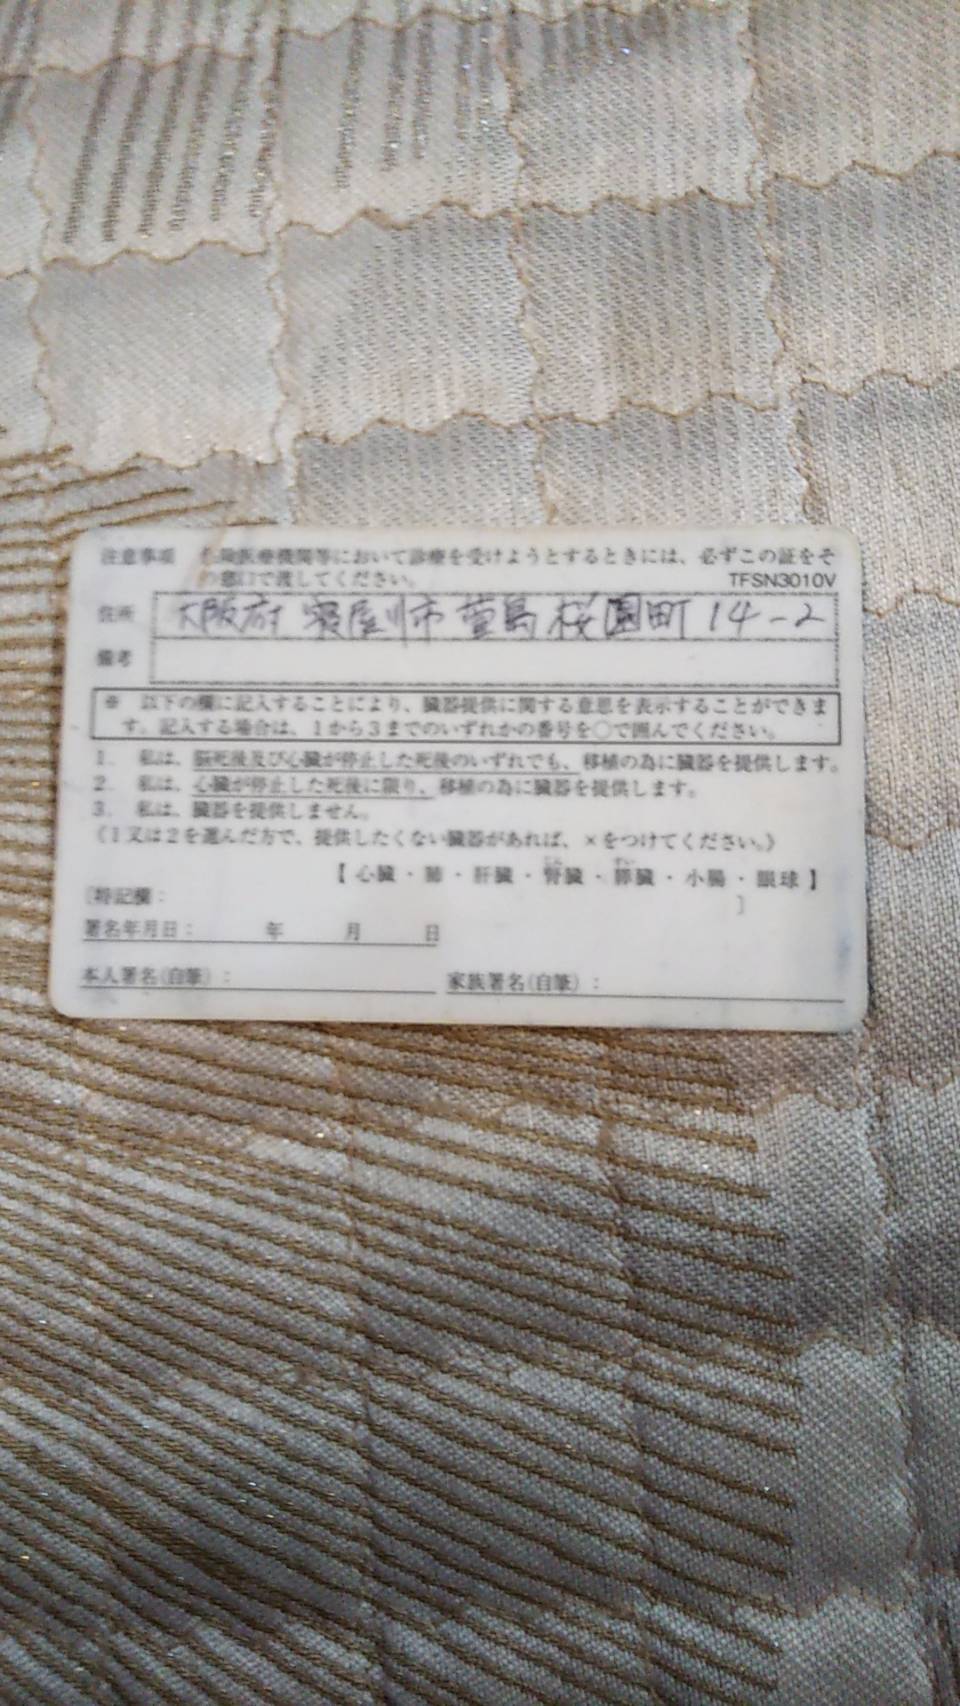 注意事項 保険医療機関等において診療を受けようとするときには、必ずこの証をそ
の窓口で渡してください。 TFSN3010V
住所 大阪府 寝屋川市 萱島 桜園町 14-2
備考
※ 以下の欄に記入することにより、臓器提供に関する意思を表示することができま
す。記入する場合は、1から3までのいずれかの番号を○で囲んでください。
1. 私は、脳死後及び心臓が停止した死後のいずれでも、移植の為に臓器を提供します。
2. 私は、心臓が停止した死後に限り、移植の為に臓器を提供します。
3. 私は、臓器を提供しません。
《1又は2を選んだ方で、提供したくない臓器があれば、×をつけてください。》
【 心臓 ・ 肺 ・ 肝臓 ・ 腎臓 ・ 膵臓 ・ 小腸 ・ 眼球 】
〔特記欄: 〕
署名年月日: 年 月 日
本人署名(自筆): 家族署名(自筆):